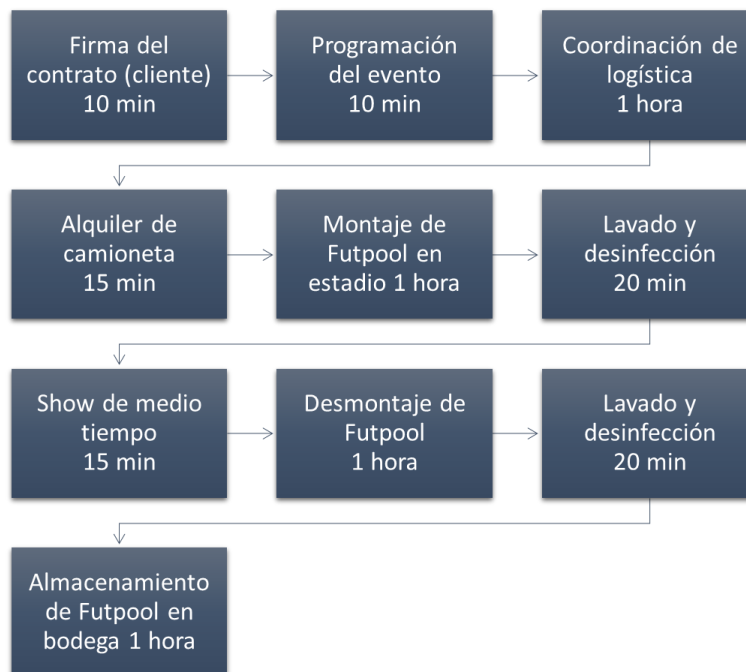 Firma del
contrato (cliente)
10 min
Programación
del evento
10 min
Coordinación de
logística
1 hora
Alquiler de
camioneta
15 min
Montaje de
Futpool en
estadio 1 hora
Lavado y
desinfección
20 min
Show de medio
tiempo
15 min
Desmontaje de
Futpool
1 hora
Lavado y
desinfección
20 min
Almacenamiento
de Futpool en
bodega 1 hora